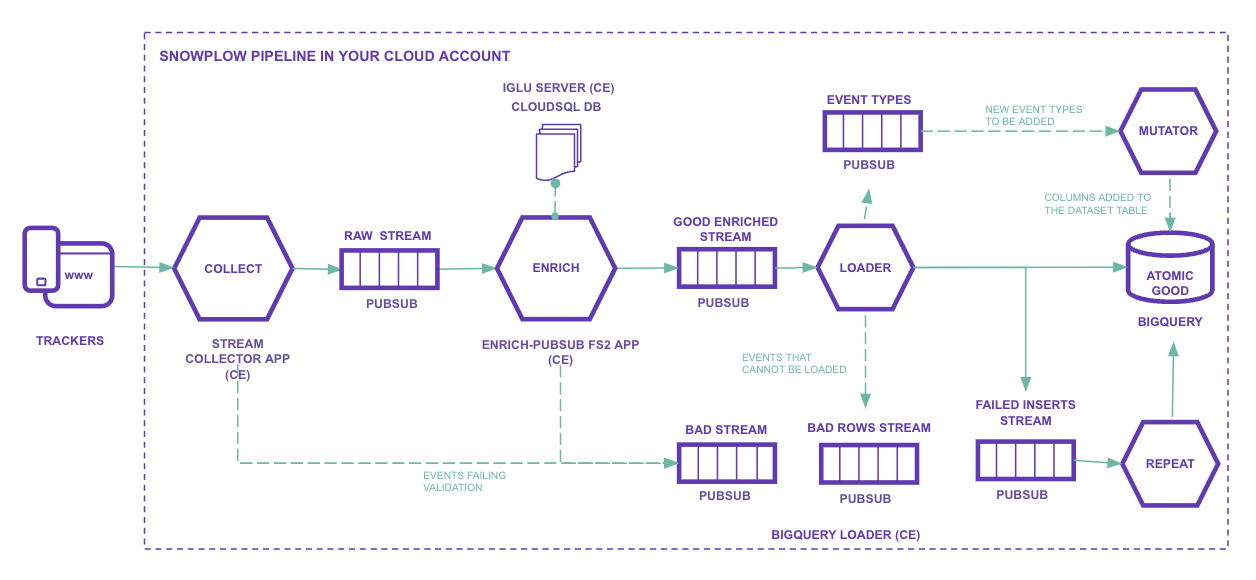 SNOWPLOW PIPELINE IN YOUR CLOUD ACCOUNT
IGLU SERVER (CE)
CLOUDSQL DB
EVENT TYPES
PUBSUB
NEW EVENT TYPES
TO BE ADDED
MUTATOR
COLUMNS ADDED TO
THE DATASET TABLE
www
TRACKERS
COLLECT
STREAM
COLLECTOR APP
(CE)
RAW STREAM
PUBSUB
ENRICH
ENRICH-PUBSUB FS2 APP
(CE)
GOOD ENRICHED
STREAM
PUBSUB
LOADER
ATOMIC
GOOD
BIGQUERY
EVENTS THAT
CANNOT BE LOADED
EVENTS FAILING
VALIDATION
BAD STREAM
PUBSUB
BAD ROWS STREAM
PUBSUB
FAILED INSERTS
STREAM
PUBSUB
REPEAT
BIGQUERY LOADER (CE)